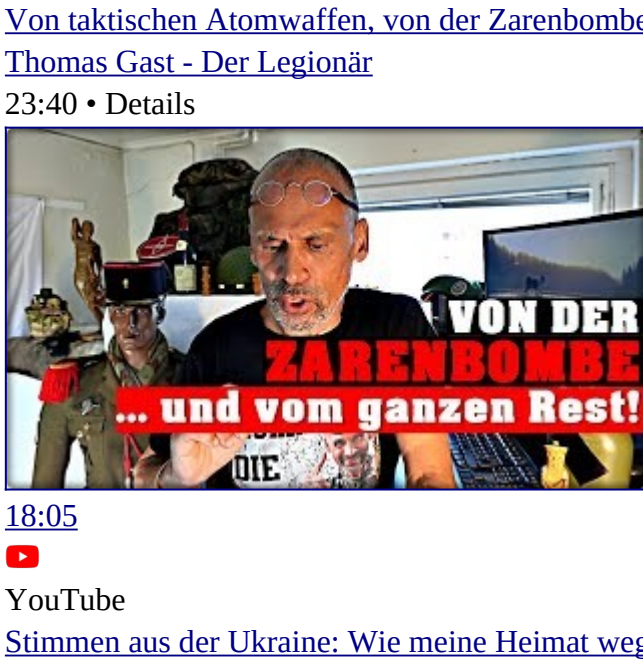 Von taktischen Atomwaffen, von der Zarenbombe
Thomas Gast - Der Legionär
23:40 • Details
VON DER
ZARENBOMBE
... und vom ganzen Rest!
DIE
18:05
YouTube
Stimmen aus der Ukraine: Wie meine Heimat weg